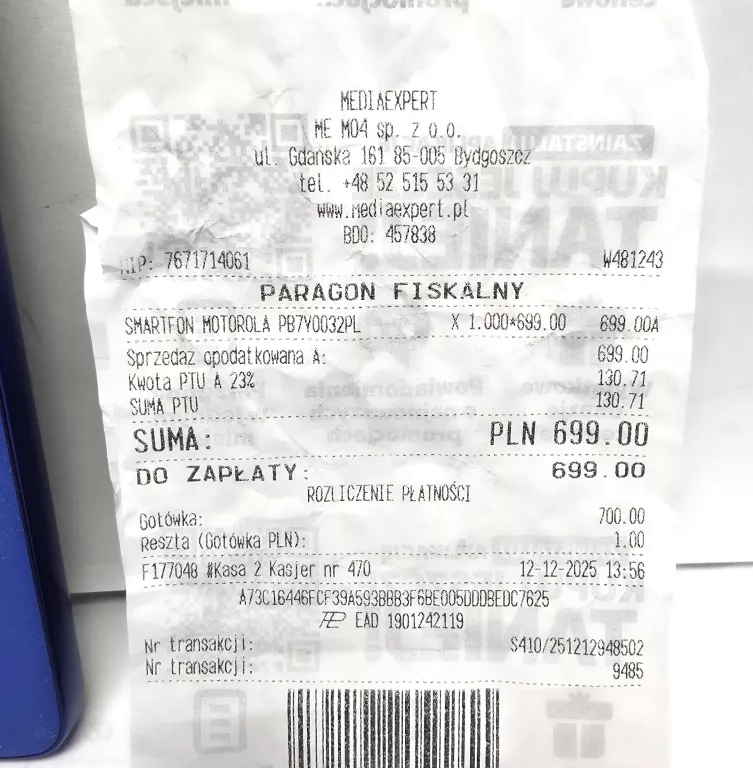 MEDIAEXPERT
ME M04 sp. z o.o.
ul. Gdańska 161 85-005 Bydgoszcz
tel. +48 52 515 53 31
www.mediaexpert.pl
BDO: 457838
NIP: 7671714061 W481243
PARAGON FISKALNY
SMARTFON MOTOROLA PB7V0032PL X 1.000*699.00 699.00A
Sprzedaż opodatkowana A: 699.00
Kwota PTU A 23% 130.71
SUMA PTU 130.71
SUMA: PLN 699.00
DO ZAPŁATY: 699.00
ROZLICZENIE PŁATNOŚCI
Gotówka: 700.00
Reszta (Gotówka PLN): 1.00
F177048 #Kasa 2 Kasjer nr 470 12-12-2025 13:56
A73C16446FCF39A593BBB3F6BE005DDDBEDC7625
EAD 1901242119
Nr transakcji: S410/251212948502
Nr transakcji: 9485